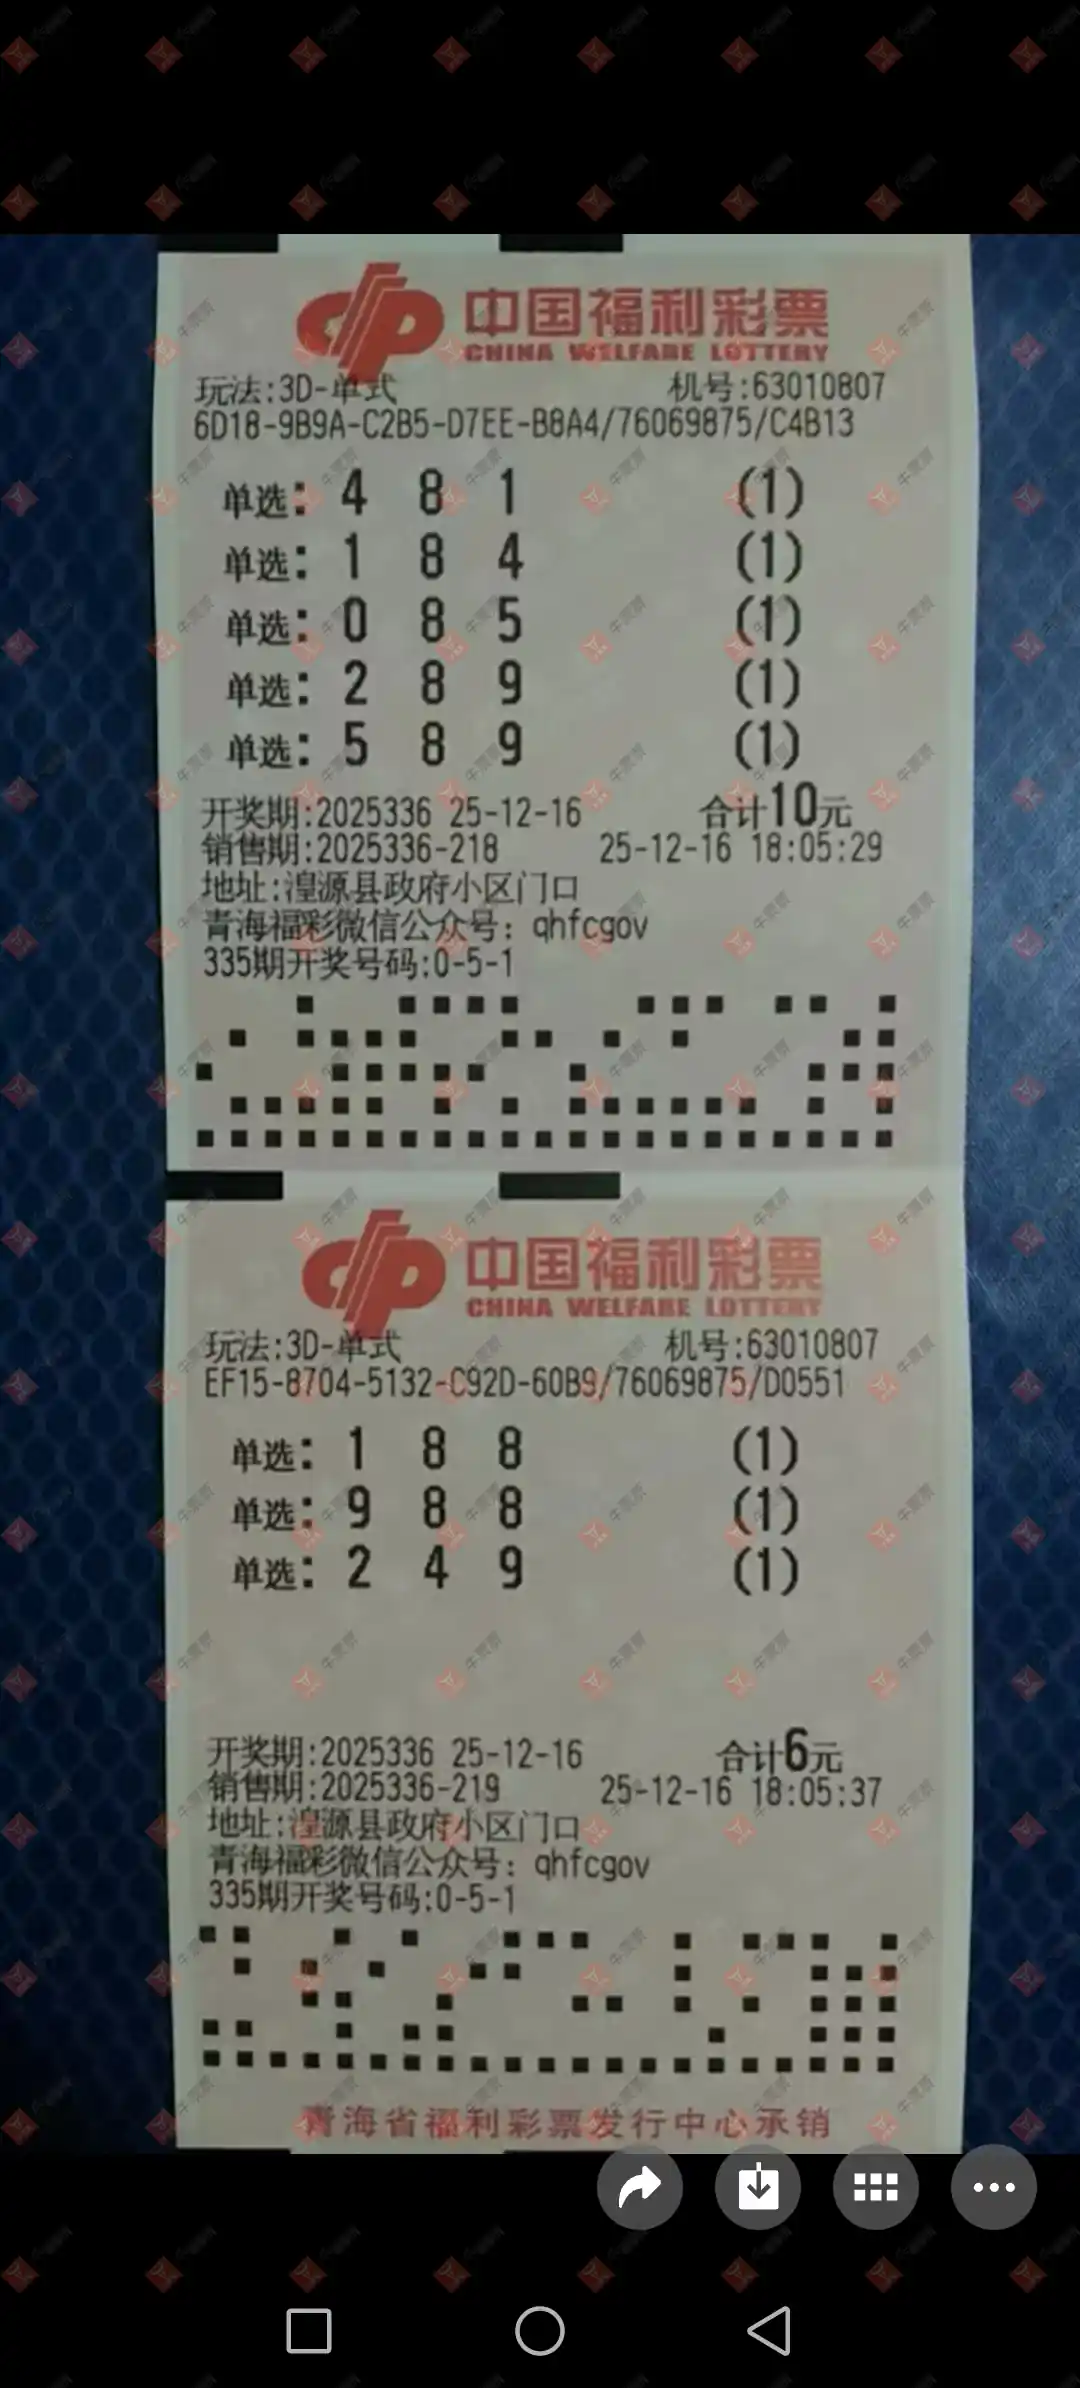 中国福利彩票
CHINA WELFARE LOTTERY
玩法:3D-单式 机号:63010807
6D18-9B9A-C2B5-D7EE-B8A4/76069875/C4B13
单选: 4 8 1 (1)
单选: 1 8 4 (1)
单选: 0 8 5 (1)
单选: 2 8 9 (1)
单选: 5 8 9 (1)
开奖期:2025336 25-12-16 合计10元
销售期:2025336-218 25-12-16 18:05:29
地址:湟源县政府小区门口
青海福彩微信公众号: qhfcgov
335期开奖号码:0-5-1
中国福利彩票
CHINA WELFARE LOTTERY
玩法:3D-单式 机号:63010807
EF15-8704-5132-C92D-60B9/76069875/D0551
单选: 1 8 8 (1)
单选: 9 8 8 (1)
单选: 2 4 9 (1)
开奖期:2025336 25-12-16 合计6元
销售期:2025336-219 25-12-16 18:05:37
地址:湟源县政府小区门口
青海福彩微信公众号: qhfcgov
335期开奖号码:0-5-1
青海省福利彩票发行中心承销